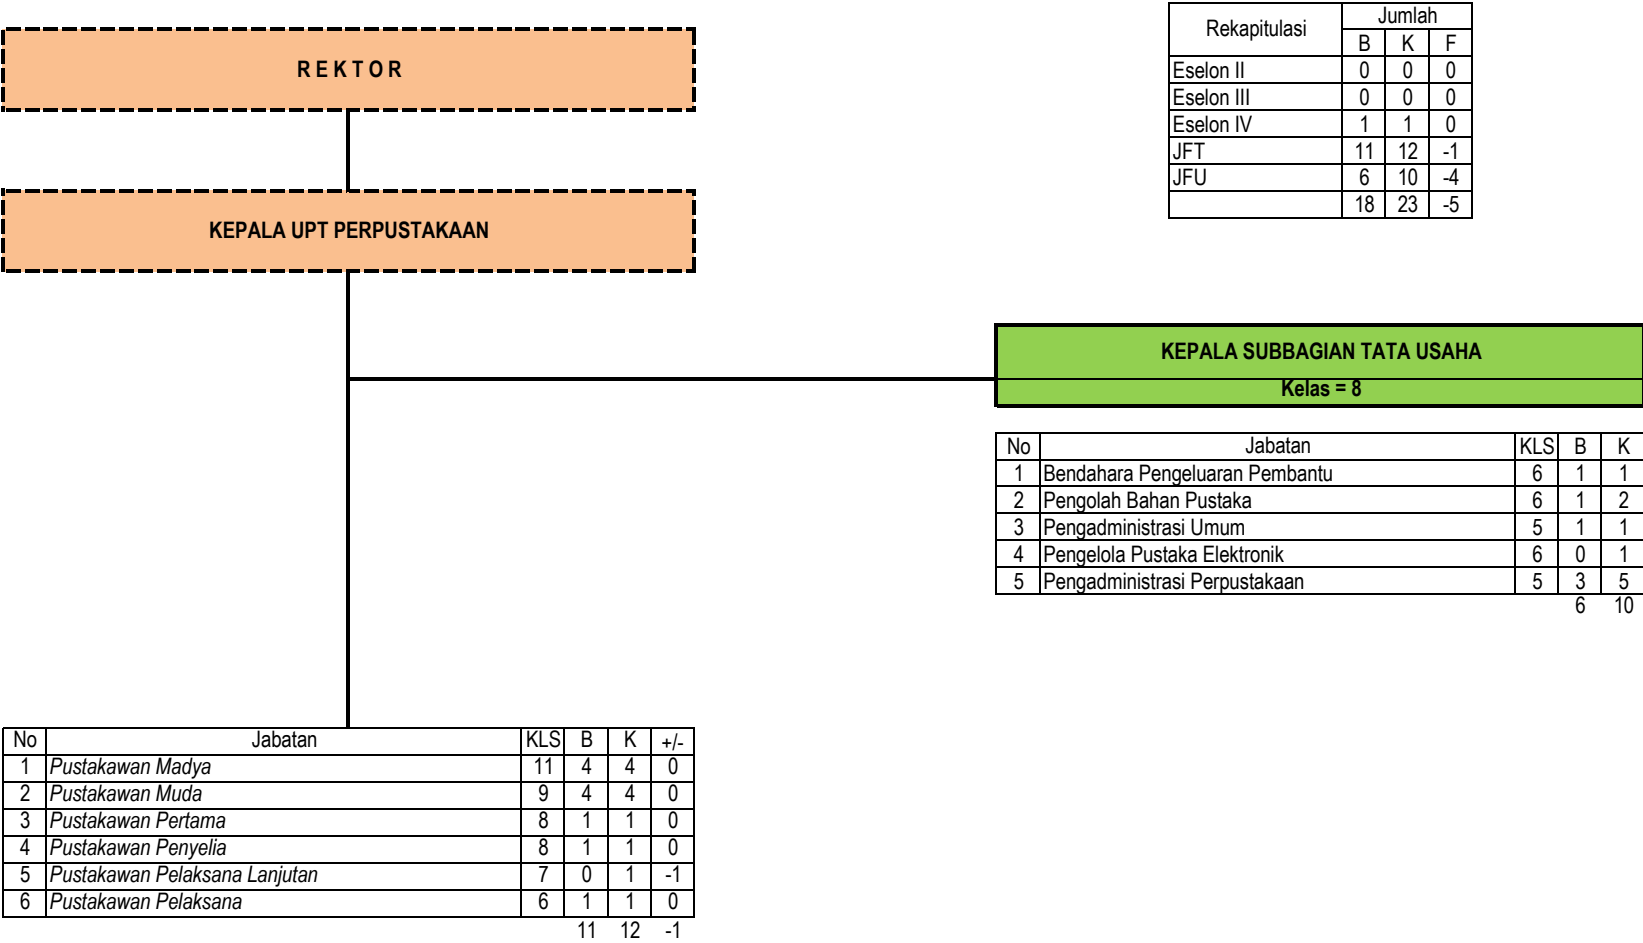 R E K T O R
Rekapitulasi Jumlah
B K F
Eselon II 0 0 0
Eselon III 0 0 0
Eselon IV 1 1 0
JFT 11 12 -1
JFU 6 10 -4
18 23 -5
KEPALA UPT PERPUSTAKAAN
KEPALA SUBBAGIAN TATA USAHA
Kelas = 8
No Jabatan KLS B K
1 Bendahara Pengeluaran Pembantu 6 1 1
2 Pengolah Bahan Pustaka 6 1 2
3 Pengadministrasi Umum 5 1 1
4 Pengelola Pustaka Elektronik 6 0 1
5 Pengadministrasi Perpustakaan 5 3 5
6 10
No Jabatan KLS B K +/-
1 Pustakawan Madya 11 4 4 0
2 Pustakawan Muda 9 4 4 0
3 Pustakawan Pertama 8 1 1 0
4 Pustakawan Penyelia 8 1 1 0
5 Pustakawan Pelaksana Lanjutan 7 0 1 -1
6 Pustakawan Pelaksana 6 1 1 0
11 12 -1